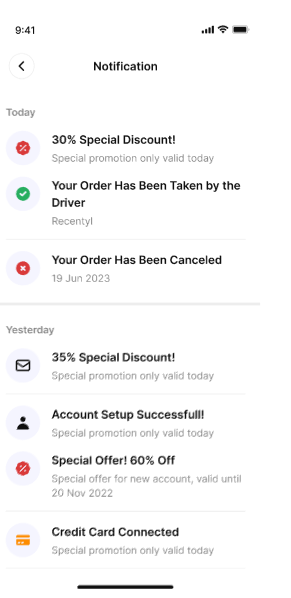 9:41
Notification
Today
30% Special Discount!
Special promotion only valid today
Your Order Has Been Taken by the
Driver
Recentyl
Your Order Has Been Canceled
19 Jun 2023
Yesterday
35% Special Discount!
Special promotion only valid today
Account Setup Successfull!
Special promotion only valid today
Special Offer! 60% Off
Special offer for new account, valid until
20 Nov 2022
Credit Card Connected
Special promotion only valid today